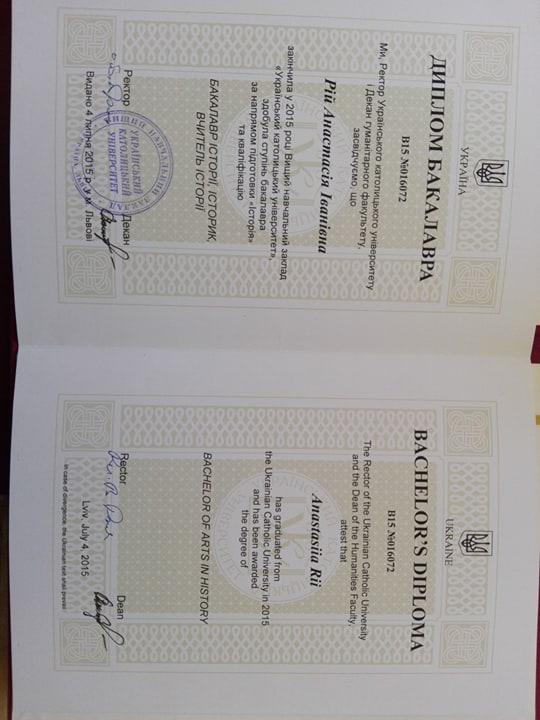 УКРАЇНА
ДИПЛОМ БАКАЛАВРА
В15 №016072
Ми, Ректор Українського католицького університету
і Декан гуманітарного факультету,
засвідчуємо, що
Рій Анастасія Іванівна
закінчила у 2015 році Вищий навчальний заклад
«Український католицький університет»,
здобула ступінь бакалавра
за напрямом підготовки «Історія»
та кваліфікацію
БАКАЛАВР ІСТОРІЇ, ІСТОРИК,
ВЧИТЕЛЬ ІСТОРІЇ
Ректор Декан
УКРАЇНСЬКИЙ
КАТОЛИЦЬКИЙ
УНІВЕРСИТЕТ
Видано 4 липня 2015 р. у м. Львові
UKRAINE
BACHELOR'S DIPLOMA
B15 №016072
The Rector of the Ukrainian Catholic University
and the Dean of the Humanities Faculty,
attest that
Anastasiia Rii
has graduated from
the Ukrainian Catholic University in 2015
and has been awarded
the degree of
BACHELOR OF ARTS IN HISTORY
Rector Dean
Lviv, July 4, 2015
In case of divergence, the Ukrainian text shall prevail